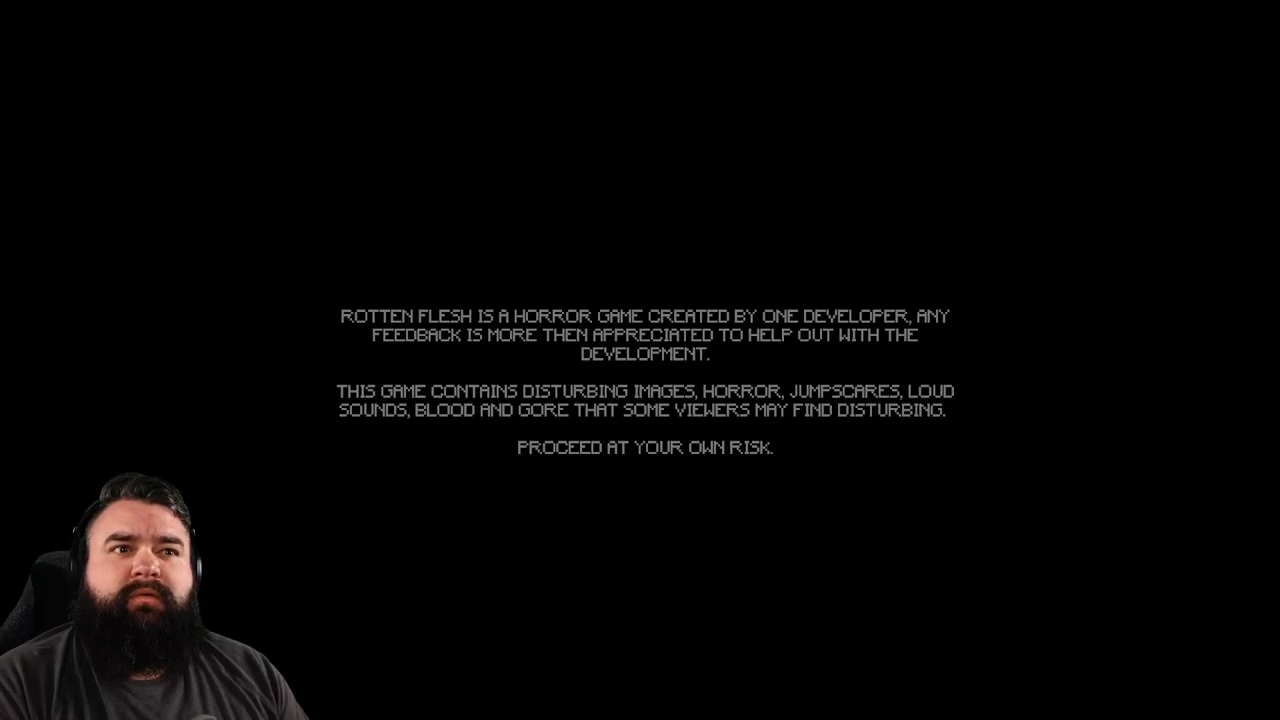 ROTTEN FLESH IS A HORROR GAME CREATED BY ONE DEVELOPER, ANY
FEEDBACK IS MORE THEN APPRECIATED TO HELP OUT WITH THE
DEVELOPMENT.
THIS GAME CONTAINS DISTURBING IMAGES, HORROR, JUMPSCARES, LOUD
SOUNDS, BLOOD AND GORE THAT SOME VIEWERS MAY FIND DISTURBING.
PROCEED AT YOUR OWN RISK.